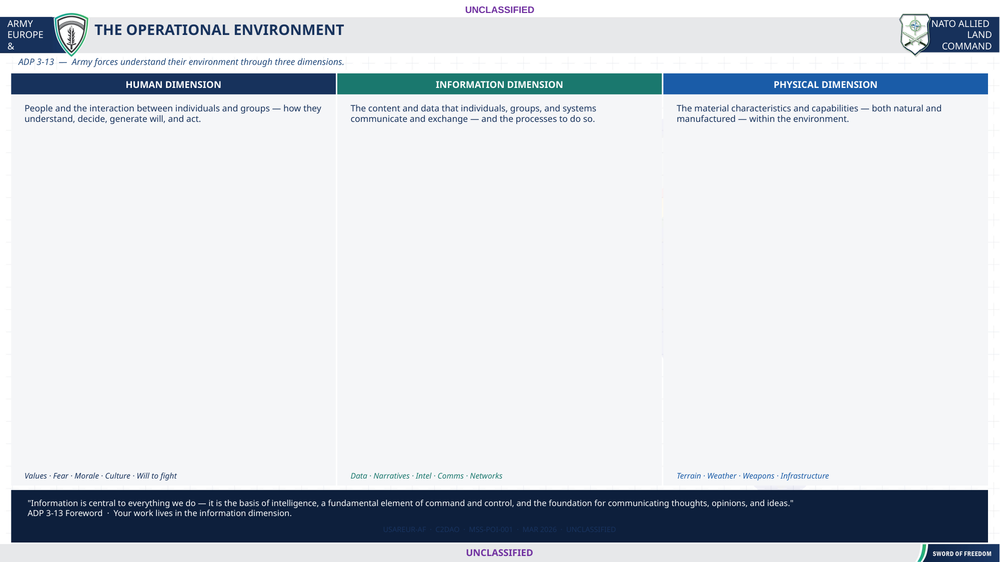 UNCLASSIFIED
ARMY
EUROPE
&
THE OPERATIONAL ENVIRONMENT
NATO ALLIED
LAND
COMMAND
ADP 3-13 — Army forces understand their environment through three dimensions.
HUMAN DIMENSION
People and the interaction between individuals and groups — how they
understand, decide, generate will, and act.
Values · Fear · Morale · Culture · Will to fight
INFORMATION DIMENSION
The content and data that individuals, groups, and systems
communicate and exchange — and the processes to do so.
Data · Narratives · Intel · Comms · Networks
PHYSICAL DIMENSION
The material characteristics and capabilities — both natural and
manufactured — within the environment.
Terrain · Weather · Weapons · Infrastructure
"Information is central to everything we do — it is the basis of intelligence, a fundamental element of command and control, and the foundation for communicating thoughts, opinions, and ideas."
ADP 3-13 Foreword · Your work lives in the information dimension.
USAREUR-AF · C2DAO · MSS-POI-001 · MAR 2026 · UNCLASSIFIED
UNCLASSIFIED
SWORD OF FREEDOM